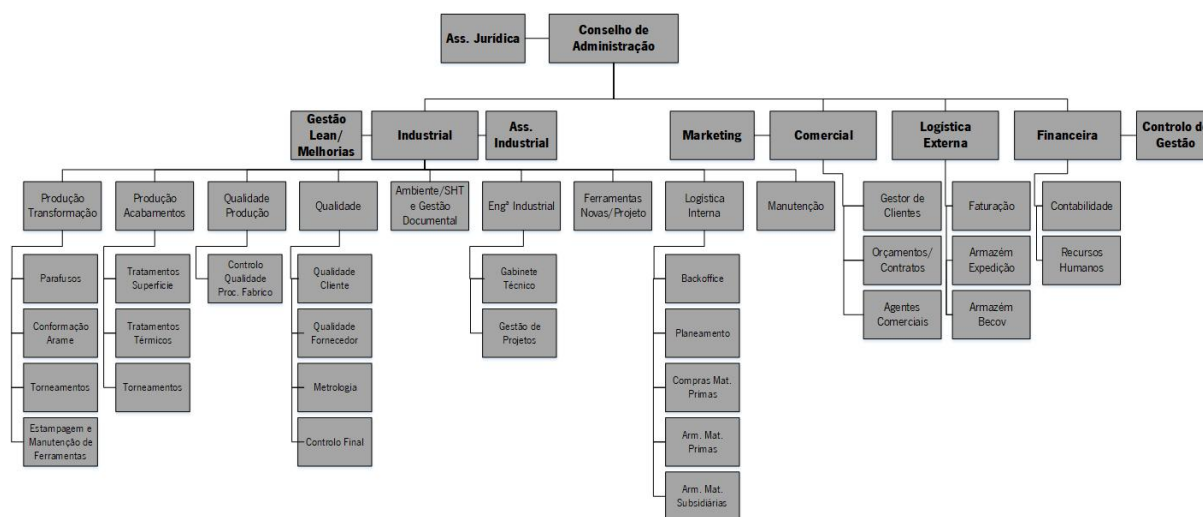 Ass. Jurídica
Conselho de
Administração
Gestão
Lean/
Melhorias
Industrial
Ass.
Industrial
Marketing
Comercial
Logística
Externa
Financeira
Controlo de
Gestão
Produção
Transformação
Produção
Acabamentos
Qualidade
Produção
Qualidade
Ambiente/SHT
e Gestão
Documental
Engª Industrial
Ferramentas
Novas/Projeto
Logística
Interna
Manutenção
Gestor de
Clientes
Faturação
Contabilidade
Parafusos
Tratamentos
Superfície
Controlo
Qualidade
Proc. Fabrico
Qualidade
Cliente
Gabinete
Técnico
Backoffice
Orçamentos/
Contratos
Armazém
Expedição
Recursos
Humanos
Conformação
Arame
Tratamentos
Térmicos
Qualidade
Fornecedor
Gestão de
Projetos
Planeamento
Agentes
Comerciais
Armazém
Becov
Torneamentos
Torneamentos
Metrologia
Compras Mat.
Primas
Estampagem e
Manutenção de
Ferramentas
Controlo Final
Arm. Mat.
Primas
Arm. Mat.
Subsidiárias